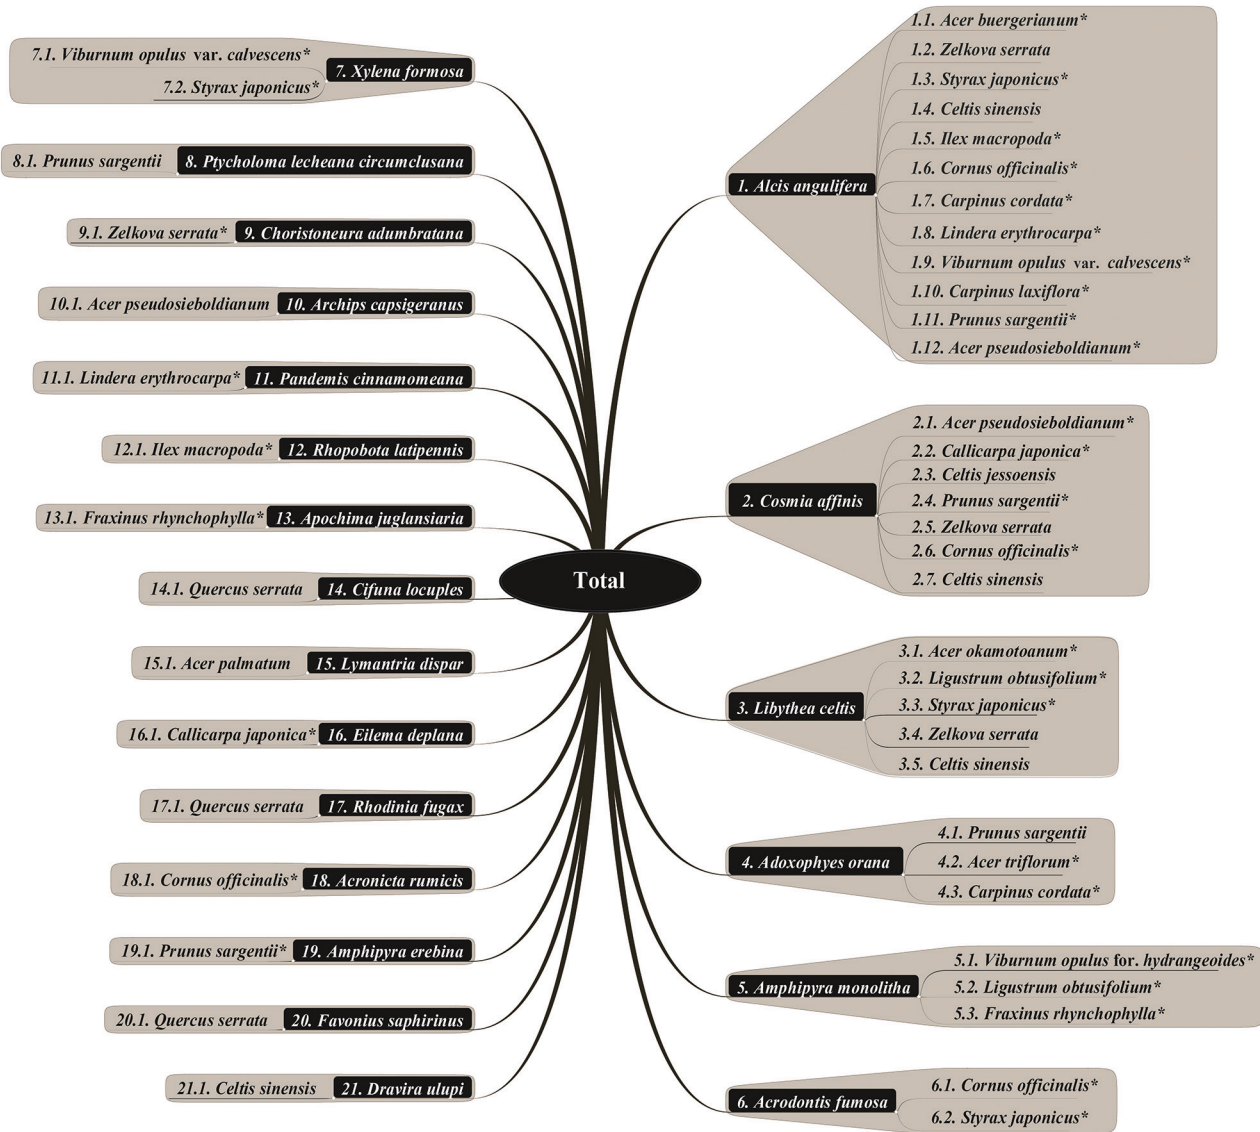 Total
1. Alcis angulifera
1.1. Acer buergerianum*
1.2. Zelkova serrata
1.3. Styrax japonicus*
1.4. Celtis sinensis
1.5. Ilex macropoda*
1.6. Cornus officinalis*
1.7. Carpinus cordata*
1.8. Lindera erythrocarpa*
1.9. Viburnum opulus var. calvescens*
1.10. Carpinus laxiflora*
1.11. Prunus sargentii*
1.12. Acer pseudosieboldianum*
2. Cosmia affinis
2.1. Acer pseudosieboldianum*
2.2. Callicarpa japonica*
2.3. Celtis jessoensis
2.4. Prunus sargentii*
2.5. Zelkova serrata
2.6. Cornus officinalis*
2.7. Celtis sinensis
3. Libythea celtis
3.1. Acer okamotoanum*
3.2. Ligustrum obtusifolium*
3.3. Styrax japonicus*
3.4. Zelkova serrata
3.5. Celtis sinensis
4. Adoxophyes orana
4.1. Prunus sargentii
4.2. Acer triflorum*
4.3. Carpinus cordata*
5. Amphipyra monolitha
5.1. Viburnum opulus for. hydrangeoides*
5.2. Ligustrum obtusifolium*
5.3. Fraxinus rhynchophylla*
6. Acrodontis fumosa
6.1. Cornus officinalis*
6.2. Styrax japonicus*
7. Xylena formosa
7.1. Viburnum opulus var. calvescens*
7.2. Styrax japonicus*
8. Ptycholoma lecheana circumclusana
8.1. Prunus sargentii
9. Choristoneura adumbratana
9.1. Zelkova serrata*
10. Archips capsigeranus
10.1. Acer pseudosieboldianum
11. Pandemis cinnamomeana
11.1. Lindera erythrocarpa*
12. Rhopobota latipennis
12.1. Ilex macropoda*
13. Apochima juglansiaria
13.1. Fraxinus rhynchophylla*
14. Cifuna locuples
14.1. Quercus serrata
15. Lymantria dispar
15.1. Acer palmatum
16. Eilema deplana
16.1. Callicarpa japonica*
17. Rhodinia fugax
17.1. Quercus serrata
18. Acronicta rumicis
18.1. Cornus officinalis*
19. Amphipyra erebina
19.1. Prunus sargentii*
20. Favonius saphirinus
20.1. Quercus serrata
21. Dravira ulupi
21.1. Celtis sinensis